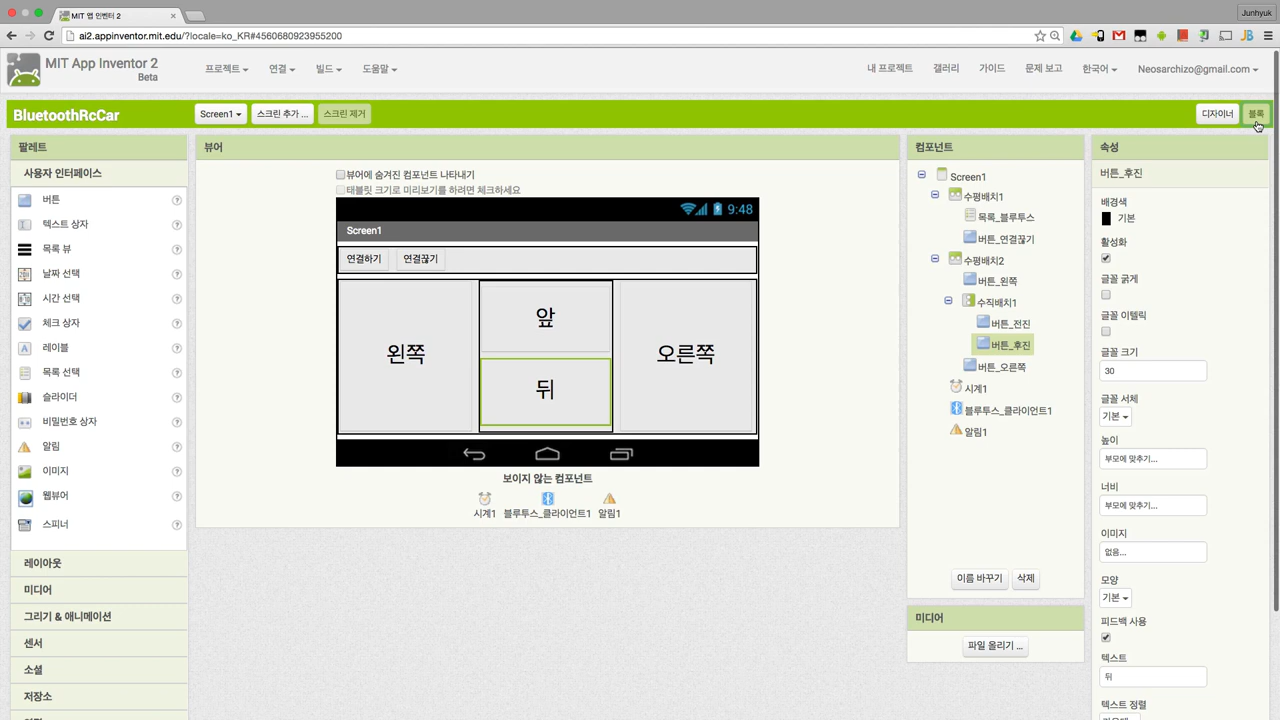 MIT 앱 인벤터 2
Junhyuk
ai2.appinventor.mit.edu/?locale=ko_KR#4560680923955200
MIT App Inventor 2
Beta
프로젝트 연결 빌드 도움말
내 프로젝트 갤러리 가이드 문제 보고 한국어 Neosarchizo@gmail.com
BluetoothRcCar
Screen1 스크린 추가 ... 스크린 제거
디자이너 블록
팔레트
사용자 인터페이스
버튼
텍스트 상자
목록 뷰
날짜 선택
시간 선택
체크 상자
레이블
목록 선택
슬라이더
비밀번호 상자
알림
이미지
웹뷰어
스피너
레이아웃
미디어
그리기 & 애니메이션
센서
소셜
저장소
뷰어
뷰어에 숨겨진 컴포넌트 나타내기
태블릿 크기로 미리보기를 하려면 체크하세요
9:48
Screen1
연결하기 연결끊기
왼쪽
앞
뒤
오른쪽
보이지 않는 컴포넌트
시계1 블루투스_클라이언트1 알림1
컴포넌트
Screen1
수평배치1
목록_블루투스
버튼_연결끊기
수평배치2
버튼_왼쪽
수직배치1
버튼_전진
버튼_후진
버튼_오른쪽
시계1
블루투스_클라이언트1
알림1
이름 바꾸기 삭제
미디어
파일 올리기 ...
속성
버튼_후진
배경색
기본
활성화
글꼴 굵게
글꼴 이텔릭
글꼴 크기
30
글꼴 서체
기본
높이
부모에 맞추기...
너비
부모에 맞추기...
이미지
없음...
모양
기본
피드백 사용
텍스트
뒤
텍스트 정렬